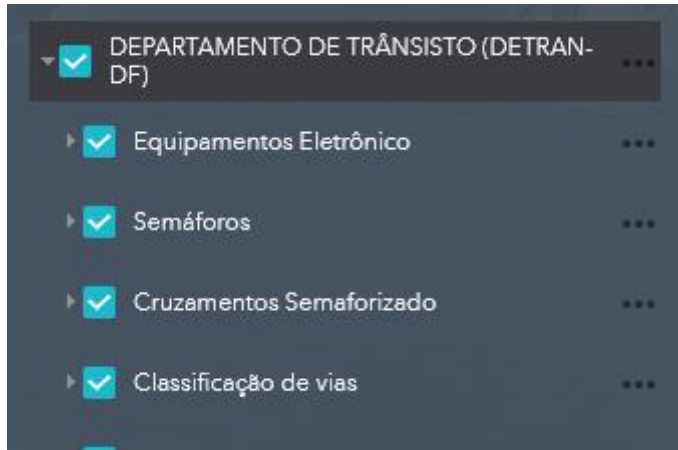 DEPARTAMENTO DE TRÂNSISTO (DETRAN-
DF)
Equipamentos Eletrônico
Semáforos
Cruzamentos Semaforizado
Classificação de vias